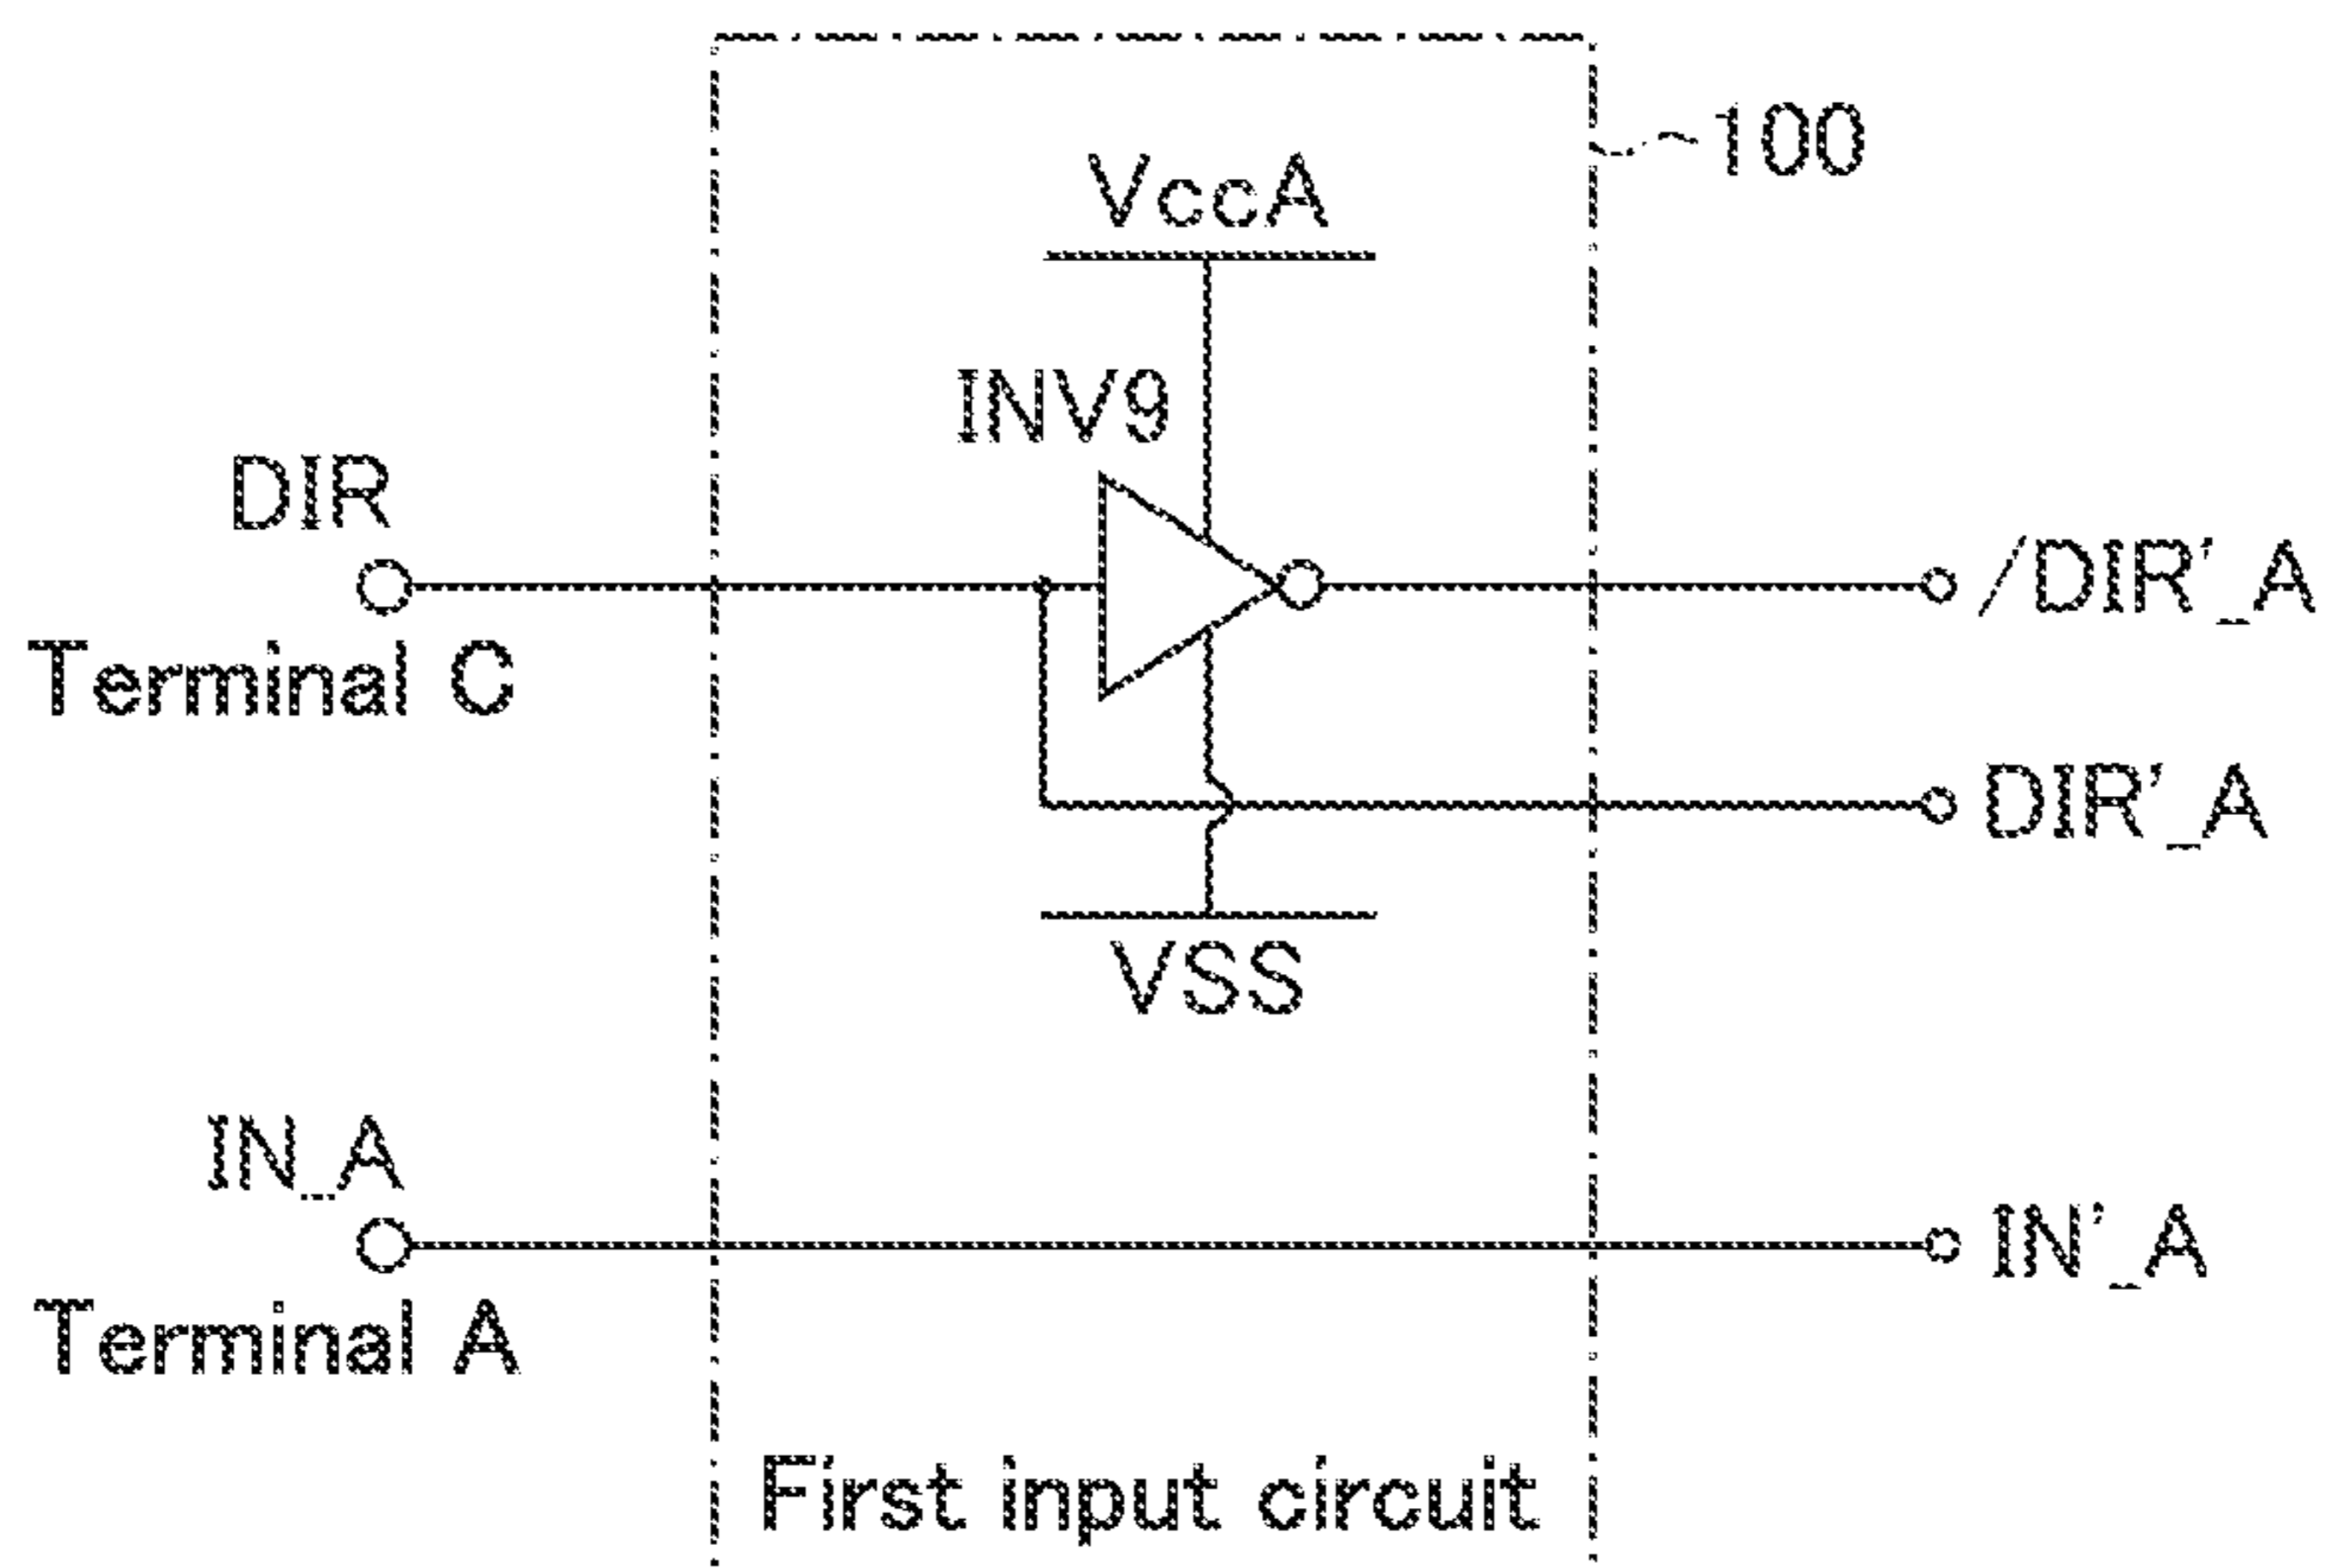 100
VccA
INV9
DIR
/DIR'_A
Terminal C
DIR'_A
VSS
IN_A
IN'_A
Terminal A
First input circuit